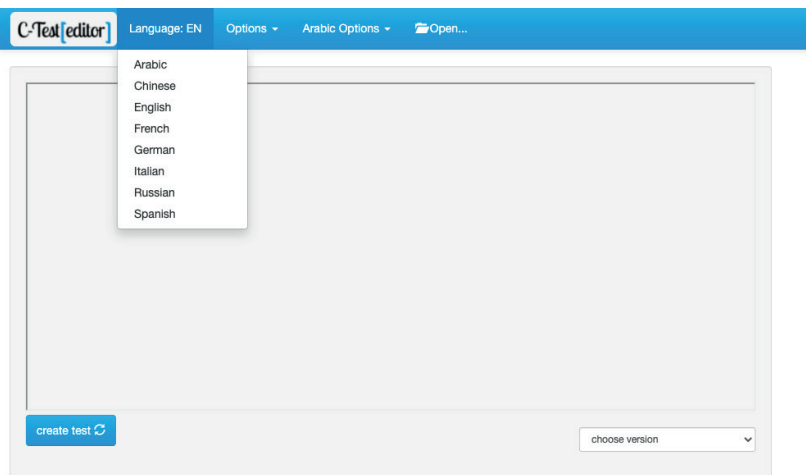 C-Test[editor] Language: EN Options Arabic Options Open...
Arabic
Chinese
English
French
German
Italian
Russian
Spanish
create test
choose version